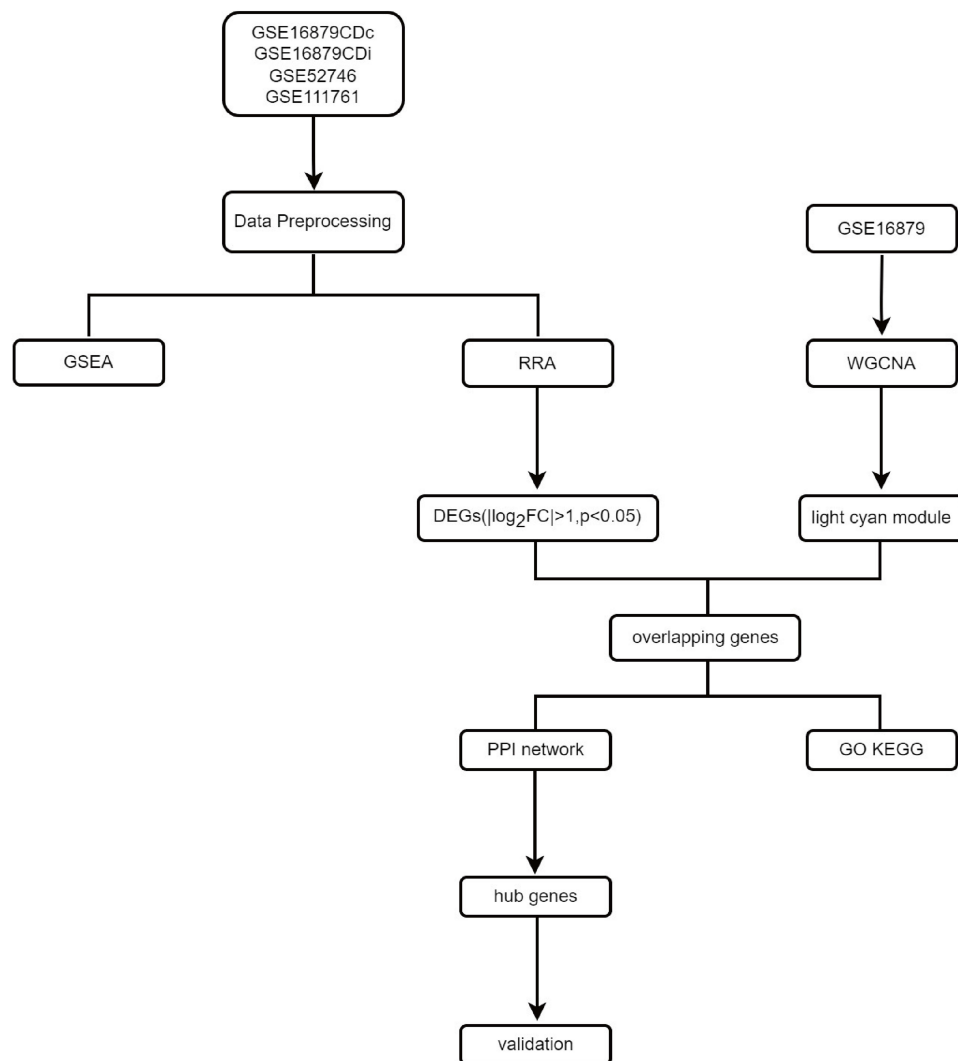 GSE16879CDc
GSE16879CDi
GSE52746
GSE111761
Data Preprocessing
GSE16879
GSEA
RRA
WGCNA
DEGs(|log₂FC|>1,p<0.05)
light cyan module
overlapping genes
PPI network
GO KEGG
hub genes
validation